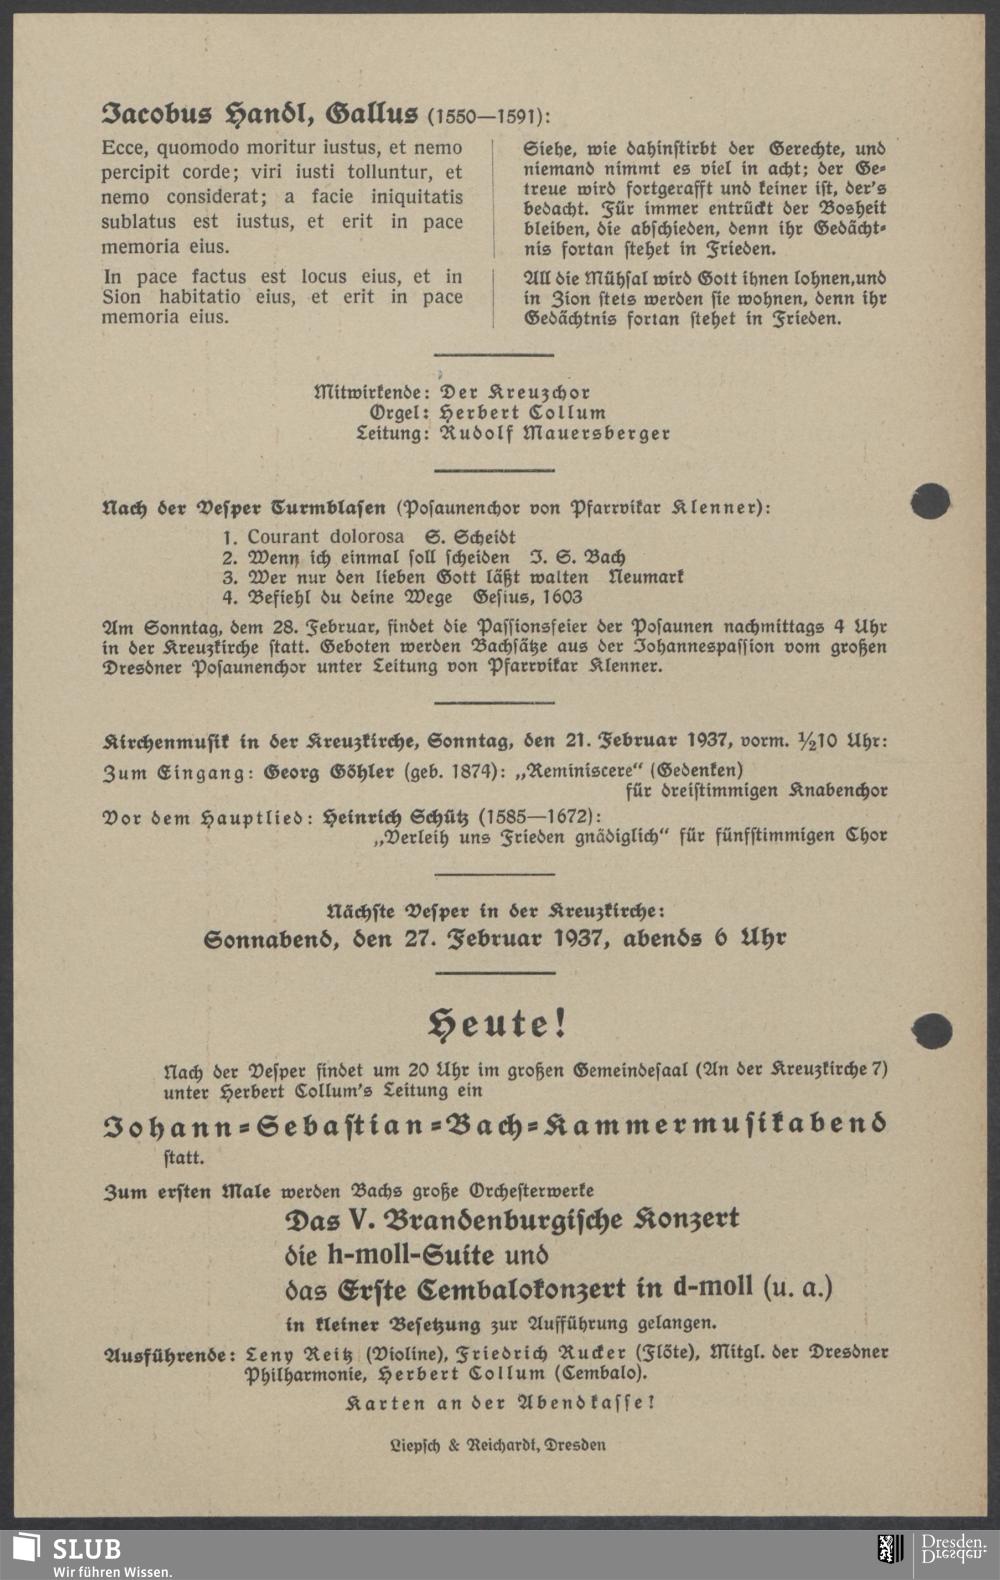 Jacobus Handl, Gallus (1550—1591):
Ecce, quomodo moritur iustus, et nemo
percipit corde; viri iusti tolluntur, et
nemo considerat; a facie iniquitatis
sublatus est iustus, et erit in pace
memoria eius.
In pace factus est locus eius, et in
Sion habitatio eius, et erit in pace
memoria eius.
Siehe, wie dahinstirbt der Gerechte, und
niemand nimmt es viel in acht; der Ge-
treue wird fortgerafft und keiner ist, der's
bedacht. Für immer entrückt der Bosheit
bleiben, die abschieden, denn ihr Gedächt-
nis fortan stehet in Frieden.
All die Mühsal wird Gott ihnen lohnen,und
in Zion stets werden sie wohnen, denn ihr
Gedächtnis fortan stehet in Frieden.
Mitwirkende: Der Kreuzchor
Orgel: Herbert Collum
Leitung: Rudolf Mauersberger
Nach der Vesper Turmblasen (Posaunenchor von Pfarrvikar Klenner):
1. Courant dolorosa S. Scheidt
2. Wenn ich einmal soll scheiden J. S. Bach
3. Wer nur den lieben Gott läßt walten Neumark
4. Befiehl du deine Wege Gesius, 1603
Am Sonntag, dem 28. Februar, findet die Passionsfeier der Posaunen nachmittags 4 Uhr
in der Kreuzkirche statt. Geboten werden Bachsätze aus der Johannespassion vom großen
Dresdner Posaunenchor unter Leitung von Pfarrvikar Klenner.
Kirchenmusik in der Kreuzkirche, Sonntag, den 21. Februar 1937, vorm. ½10 Uhr:
Zum Eingang: Georg Göhler (geb. 1874): „Reminiscere“ (Gedenken)
für dreistimmigen Knabenchor
Vor dem Hauptlied: Heinrich Schütz (1585—1672):
„Verleih uns Frieden gnädiglich“ für fünfstimmigen Chor
Nächste Vesper in der Kreuzkirche:
Sonnabend, den 27. Februar 1937, abends 6 Uhr
Heute!
Nach der Vesper findet um 20 Uhr im großen Gemeindesaal (An der Kreuzkirche 7)
unter Herbert Collum's Leitung ein
Johann-Sebastian-Bach-Kammermusikabend
statt.
Zum ersten Male werden Bachs große Orchesterwerke
Das V. Brandenburgische Konzert
die h-moll-Suite und
das Erste Cembalokonzert in d-moll (u. a.)
in kleiner Besetzung zur Aufführung gelangen.
Ausführende: Leny Reitz (Violine), Friedrich Rucker (Flöte), Mitgl. der Dresdner
Philharmonie, Herbert Collum (Cembalo).
Karten an der Abendkasse!
Liepsch & Reichardt, Dresden
SLUB
Wir führen Wissen.
Dresden.
Dresden.